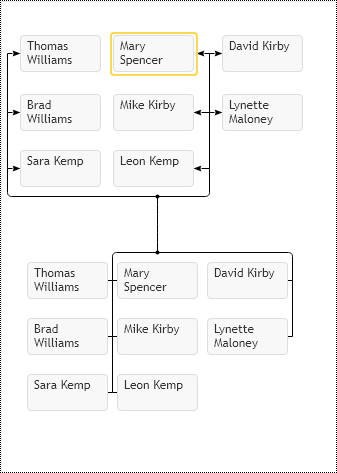 Thomas
Williams
Mary
Spencer
David Kirby
Brad
Williams
Mike Kirby
Lynette
Maloney
Sara Kemp
Leon Kemp
Thomas
Williams
Mary
Spencer
David Kirby
Brad
Williams
Mike Kirby
Lynette
Maloney
Sara Kemp
Leon Kemp